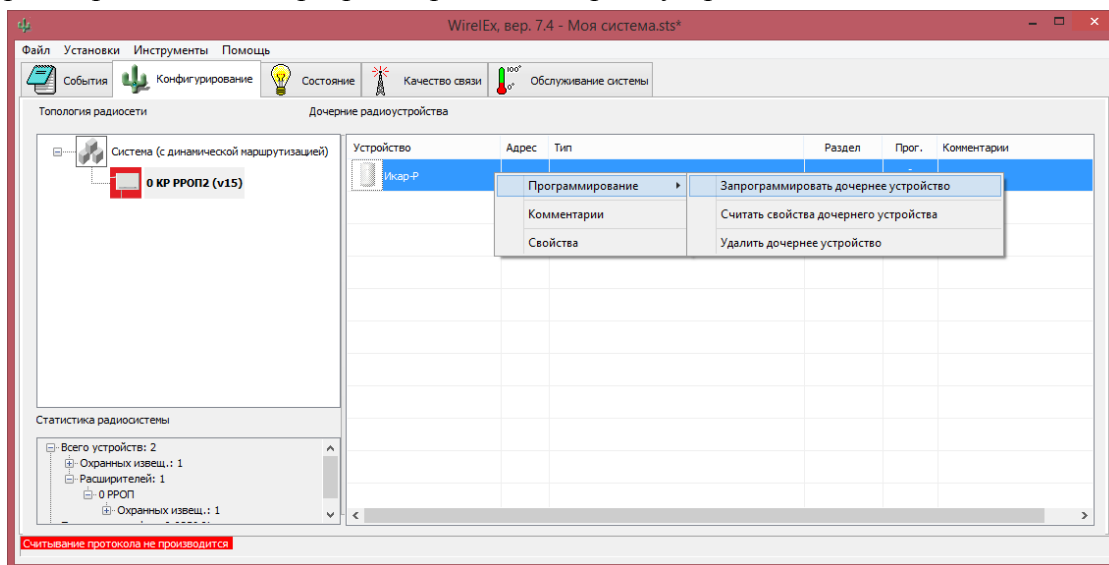 WirelEx, вер. 7.4 - Моя система.sts*
Файл Установки Инструменты Помощь
События Конфигурирование Состояние Качество связи 100° 0° Обслуживание системы
Топология радиосети Дочерние радиоустройства
Система (с динамической маршрутизацией)
0 КР РРОП2 (v15)
Устройство Адрес Тип Раздел Прог. Комментарии
Икар-Р -
Программирование Запрограммировать дочернее устройство
Комментарии Считать свойства дочернего устройства
Свойства Удалить дочернее устройство
Статистика радиосистемы
Всего устройств: 2
Охранных извещ.: 1
Расширителей: 1
0 РРОП
Охранных извещ.: 1
Считывание протокола не производится